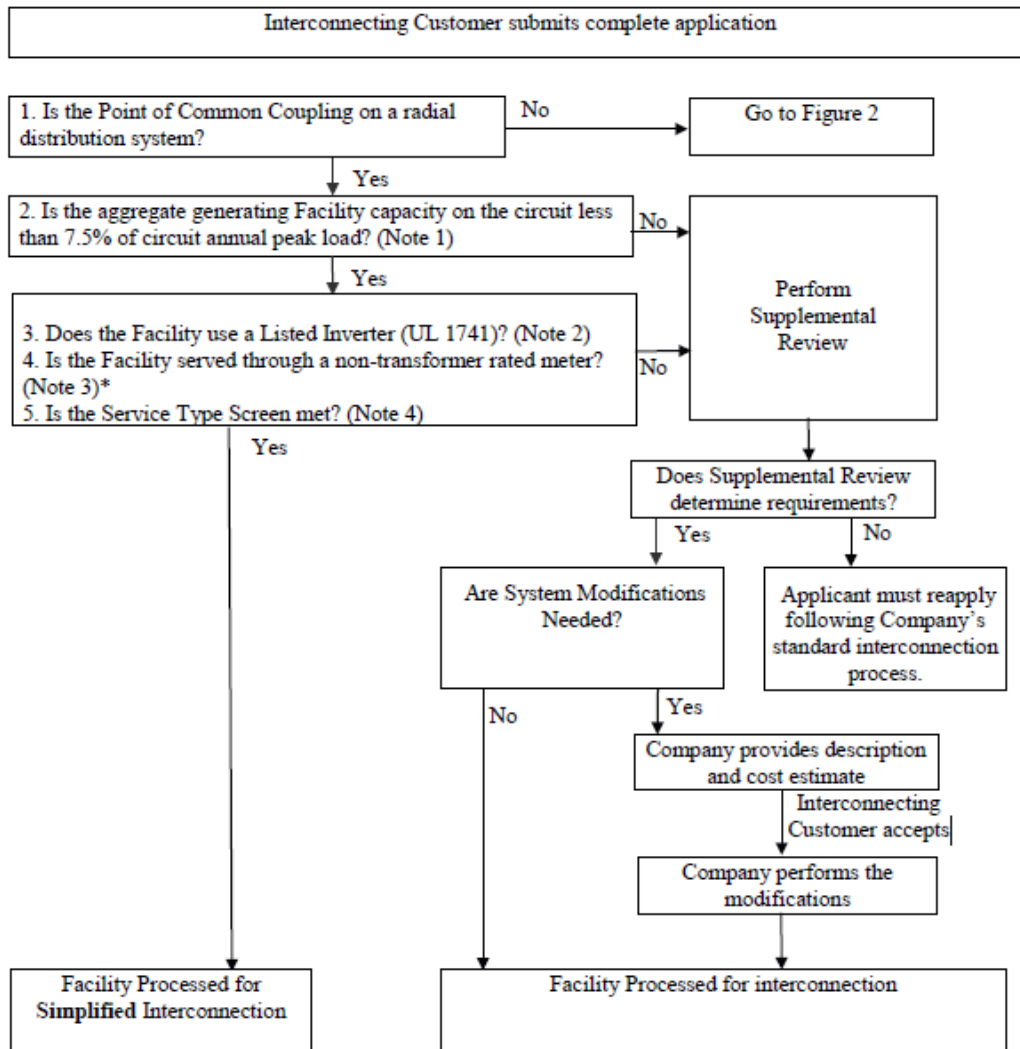 Interconnecting Customer submits complete application
1. Is the Point of Common Coupling on a radial
distribution system?
No
Go to Figure 2
Yes
2. Is the aggregate generating Facility capacity on the circuit less
than 7.5% of circuit annual peak load? (Note 1)
No
Yes
Perform
Supplemental
Review
3. Does the Facility use a Listed Inverter (UL 1741)? (Note 2)
4. Is the Facility served through a non-transformer rated meter?
(Note 3)*
5. Is the Service Type Screen met? (Note 4)
No
Yes
Does Supplemental Review
determine requirements?
Yes
No
Are System Modifications
Needed?
Applicant must reapply
following Company's
standard interconnection
process.
No
Yes
Company provides description
and cost estimate
Interconnecting
Customer accepts
Company performs the
modifications
Facility Processed for
Simplified Interconnection
Facility Processed for interconnection